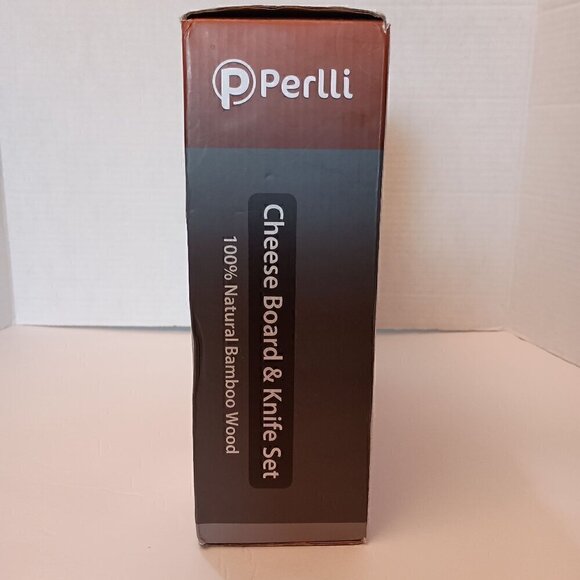 Perlli
Cheese Board & Knife Set
100% Natural Bamboo Wood